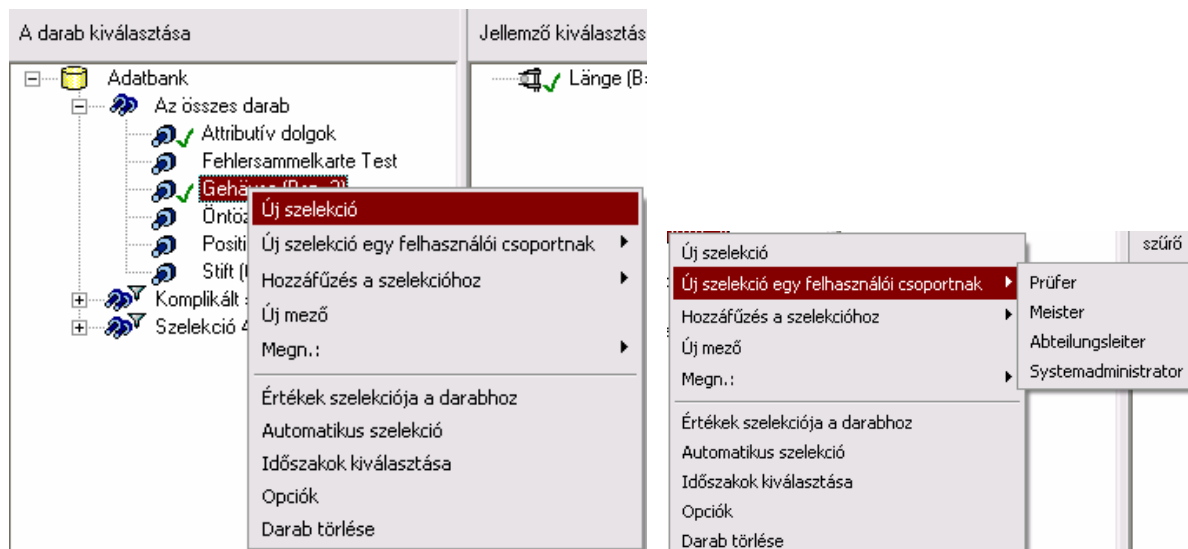 A darab kiválasztása
Jellemző kiválasztás
Adatbank
Az összes darab
Attributív dolgok
Fehlersammelkarte Test
Länge (B
Új szelekció
Új szelekció egy felhasználói csoportnak
Hozzáfűzés a szelekcióhoz
Új mező
Megn.:
Értékek szelekciója a darabhoz
Automatikus szelekció
Időszakok kiválasztása
Opciók
Darab törlése
Öntöz
Positi
Stift (
Komplikált
Szelekció 4
Új szelekció
Új szelekció egy felhasználói csoportnak
Hozzáfűzés a szelekcióhoz
Új mező
Megn.:
Értékek szelekciója a darabhoz
Automatikus szelekció
Időszakok kiválasztása
Opciók
Darab törlése
szűrő
Prüfer
Meister
Abteilungsleiter
Systemadministrator